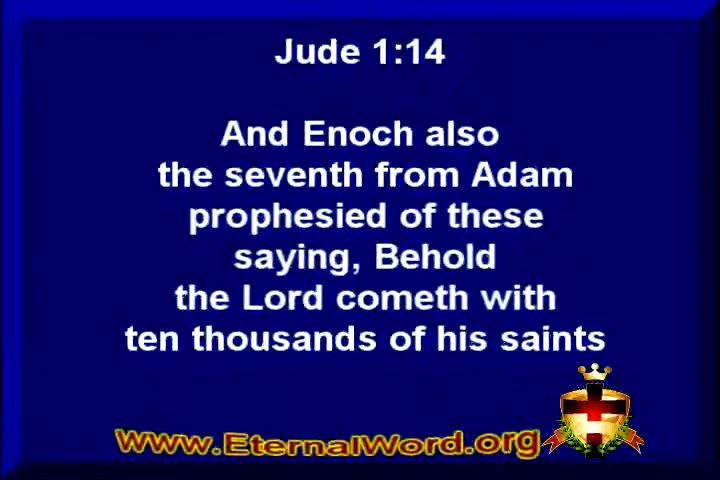 Jude 1:14
And Enoch also
the seventh from Adam
prophesied of these
saying, Behold
the Lord cometh with
ten thousands of his saints
www.EternalWord.org